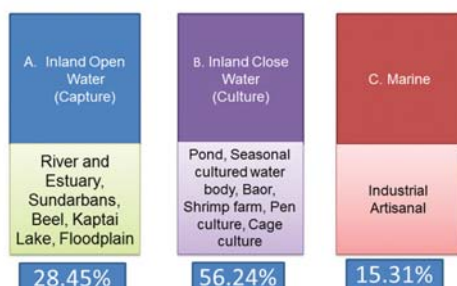 A. Inland Open
Water
(Capture)
River and
Estuary,
Sundarbans,
Beel, Kaptai
Lake, Floodplain
28.45%
B. Inland Close
Water
(Culture)
Pond, Seasonal
cultured water
body, Baor,
Shrimp farm, Pen
culture, Cage
culture
56.24%
C. Marine
Industrial
Artisanal
15.31%